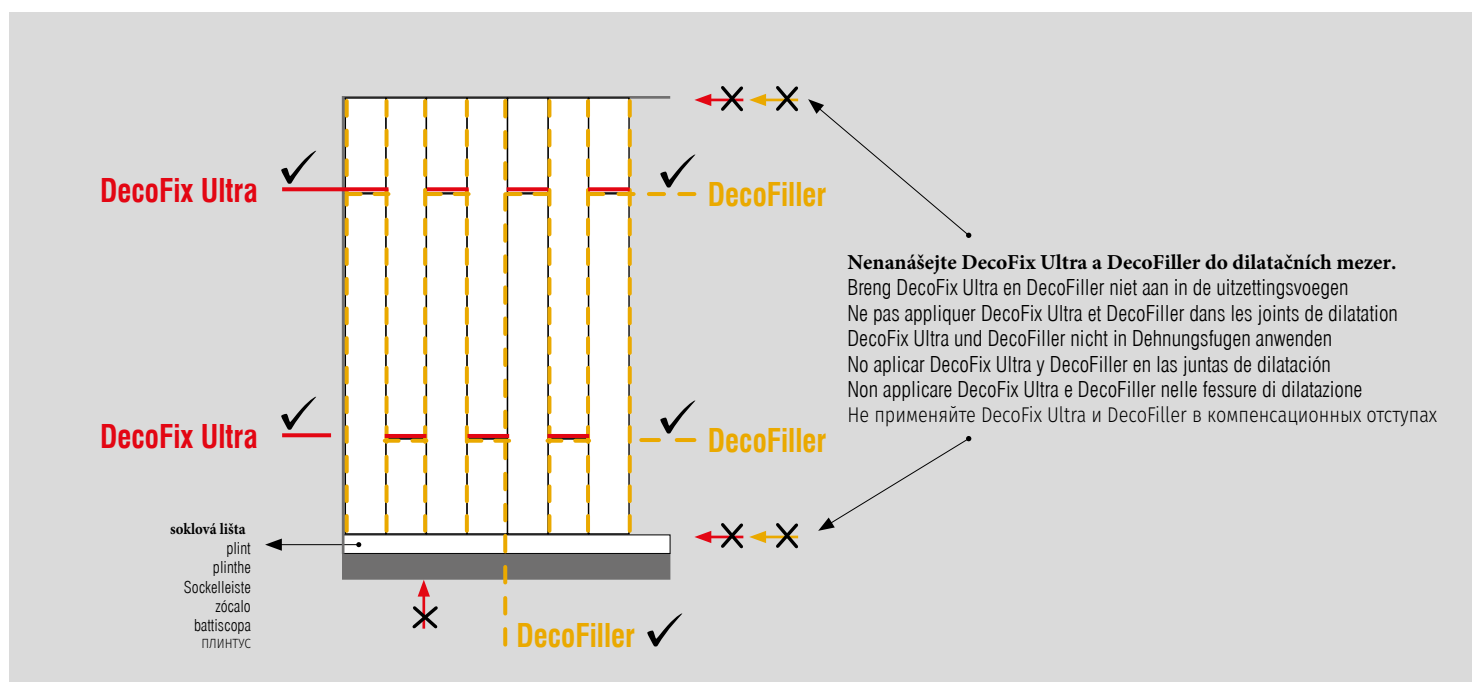 DecoFix Ultra
DecoFiller
Nenanášejte DecoFix Ultra a DecoFiller do dilatačních mezer.
Breng DecoFix Ultra en DecoFiller niet aan in de uitzettingsvoegen
Ne pas appliquer DecoFix Ultra et DecoFiller dans les joints de dilatation
DecoFix Ultra und DecoFiller nicht in Dehnungsfugen anwenden
No aplicar DecoFix Ultra y DecoFiller en las juntas de dilatación
Non applicare DecoFix Ultra e DecoFiller nelle fessure di dilatazione
Не применяйте DecoFix Ultra и DecoFiller в компенсационных отступах
DecoFix Ultra
DecoFiller
soklová lišta
plint
plinthe
Sockelleiste
zócalo
battiscopa
плинтус
DecoFiller